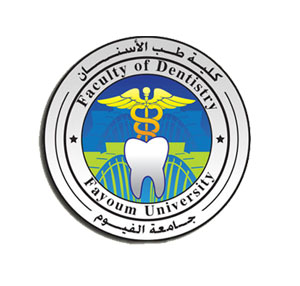 كلية طب الأسنان
Faculty of Dentistry
Fayoum University
جامعة الفيوم